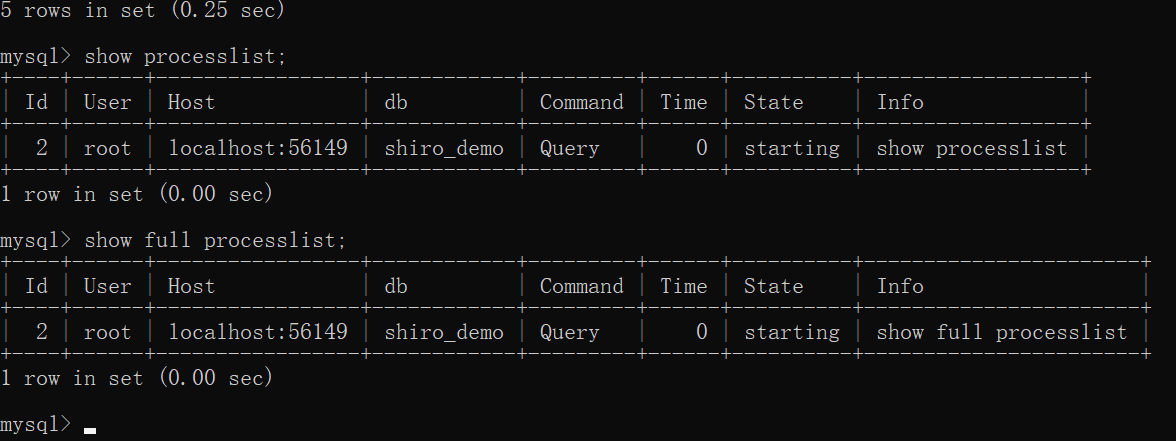 5 rows in set (0.25 sec)
mysql> show processlist;
+----+------+-----------------+------------+---------+------+----------+------------------+
| Id | User | Host            | db         | Command | Time | State    | Info             |
+----+------+-----------------+------------+---------+------+----------+------------------+
|  2 | root | localhost:56149 | shiro_demo | Query   |    0 | starting | show processlist |
+----+------+-----------------+------------+---------+------+----------+------------------+
1 row in set (0.00 sec)
mysql> show full processlist;
+----+------+-----------------+------------+---------+------+----------+-----------------------+
| Id | User | Host            | db         | Command | Time | State    | Info                  |
+----+------+-----------------+------------+---------+------+----------+-----------------------+
|  2 | root | localhost:56149 | shiro_demo | Query   |    0 | starting | show full processlist |
+----+------+-----------------+------------+---------+------+----------+-----------------------+
1 row in set (0.00 sec)
mysql>